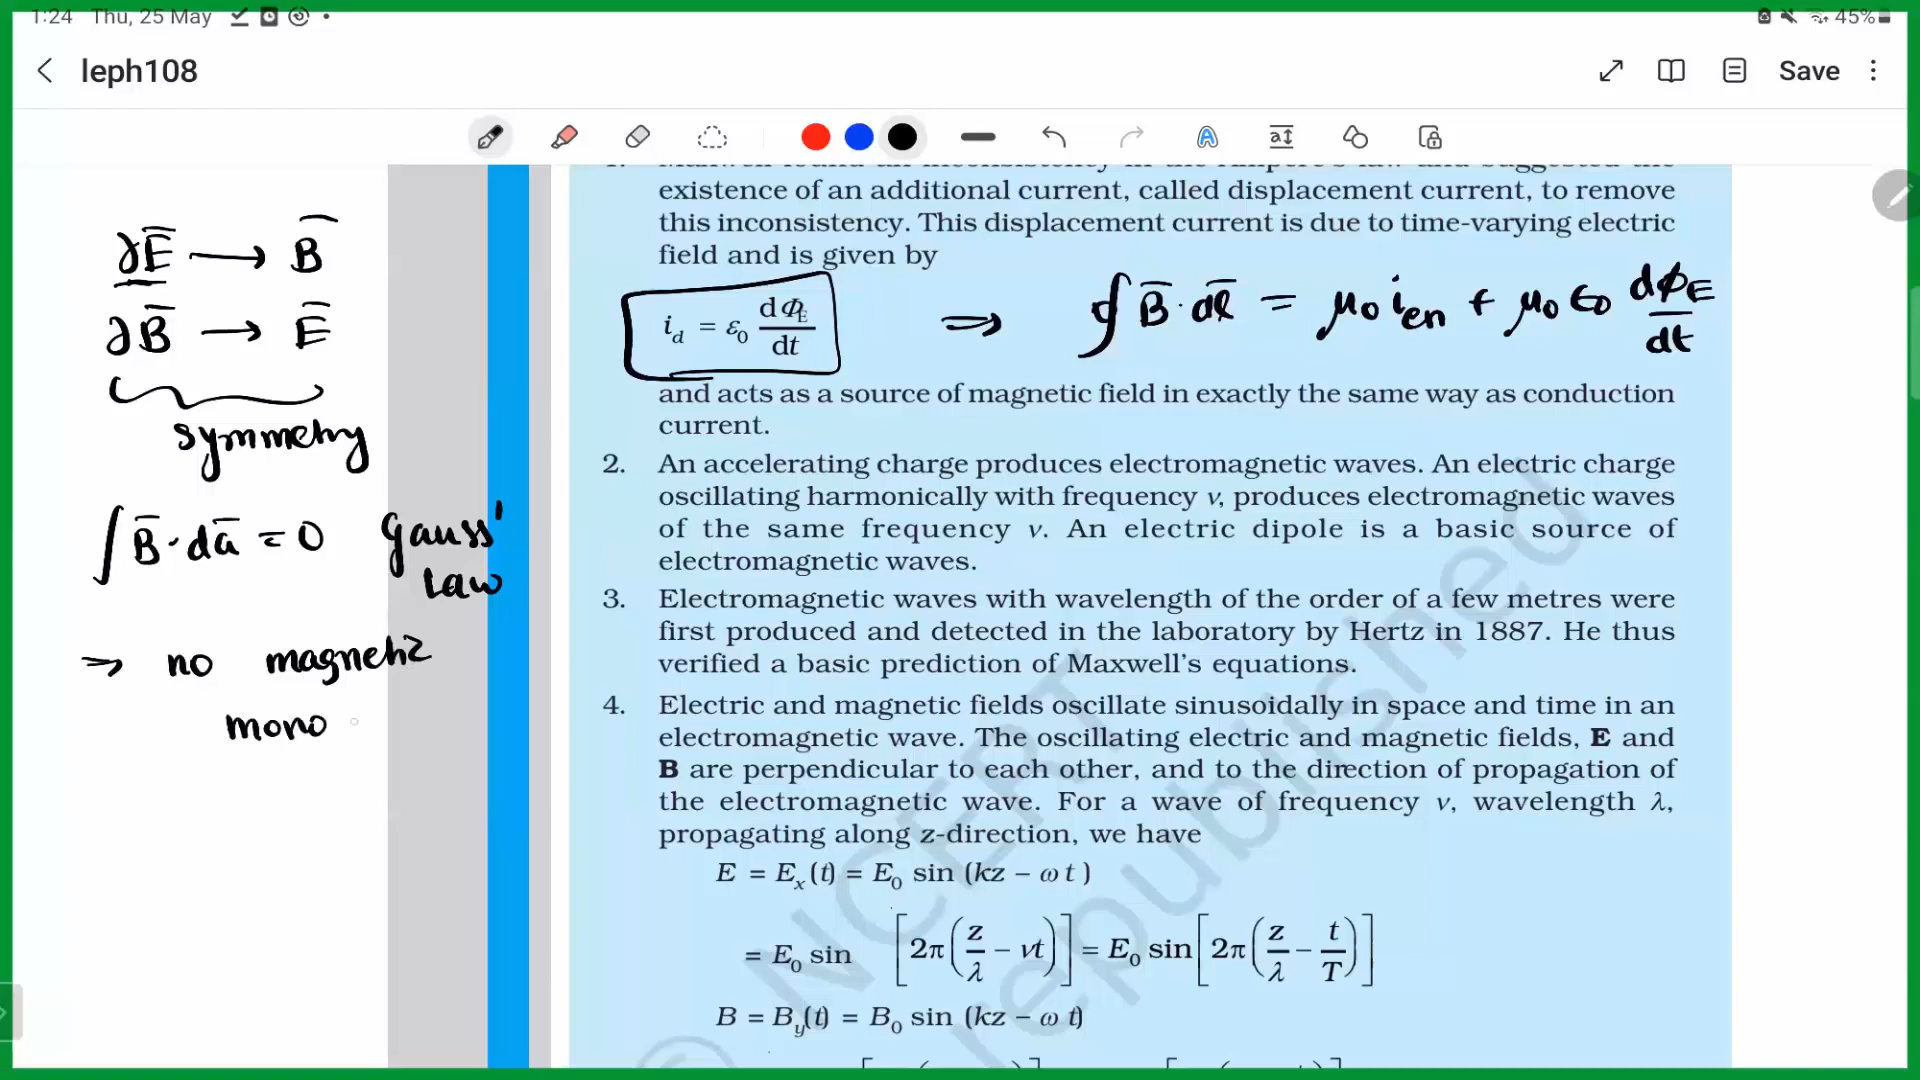 1:24 Thu, 25 May
45%
leph108
Save
existence of an additional current, called displacement current, to remove
this inconsistency. This displacement current is due to time-varying electric
field and is given by
i_d = ε₀ dΦ_E/dt
⇒ ∮ B̅ · dl̅ = μ₀ i_en + μ₀ ϵ₀ dϕ_E/dt
and acts as a source of magnetic field in exactly the same way as conduction
current.
2. An accelerating charge produces electromagnetic waves. An electric charge
oscillating harmonically with frequency ν, produces electromagnetic waves
of the same frequency ν. An electric dipole is a basic source of
electromagnetic waves.
3. Electromagnetic waves with wavelength of the order of a few metres were
first produced and detected in the laboratory by Hertz in 1887. He thus
verified a basic prediction of Maxwell's equations.
4. Electric and magnetic fields oscillate sinusoidally in space and time in an
electromagnetic wave. The oscillating electric and magnetic fields, E and
B are perpendicular to each other, and to the direction of propagation of
the electromagnetic wave. For a wave of frequency ν, wavelength λ,
propagating along z-direction, we have
E = E_x (t) = E₀ sin (kz – ω t )
= E₀ sin [2π(z/λ – νt)] = E₀ sin[2π(z/λ – t/T)]
B = B_y(t) = B₀ sin (kz – ω t)
∂E̅ → B̅
∂B̅ → E̅
symmetry
∫ B̅ · da̅ = 0 Gauss'
Law
⇒ no magnetic
mono
© NCERT
republished